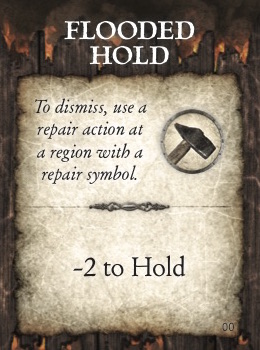 FLOODED
HOLD
To dismiss, use a
repair action at
a region with a
repair symbol.
-2 to Hold
00